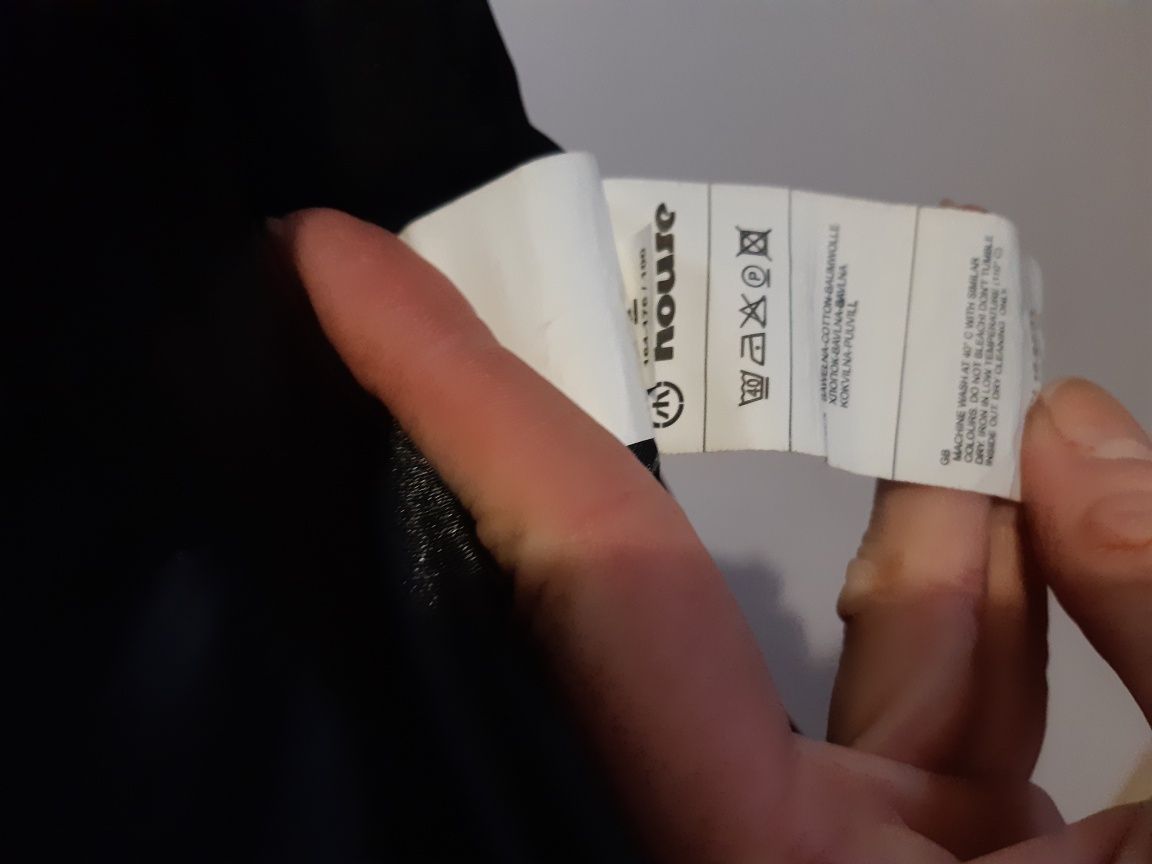 house
164-176 / 100
40
P
BAWEŁNA-COTTON-BAUMWOLLE
ХЛОПОК-BAVLNA-BAVLNA
KOKVILNA-PUUVILL
GB
MACHINE WASH AT 40° C WITH SIMILAR
COLOURS. DO NOT BLEACH! DON'T TUMBLE
DRY. IRON IN LOW TEMPERATURE (110° C)
INSIDE OUT. DRY CLEANING ONLY.